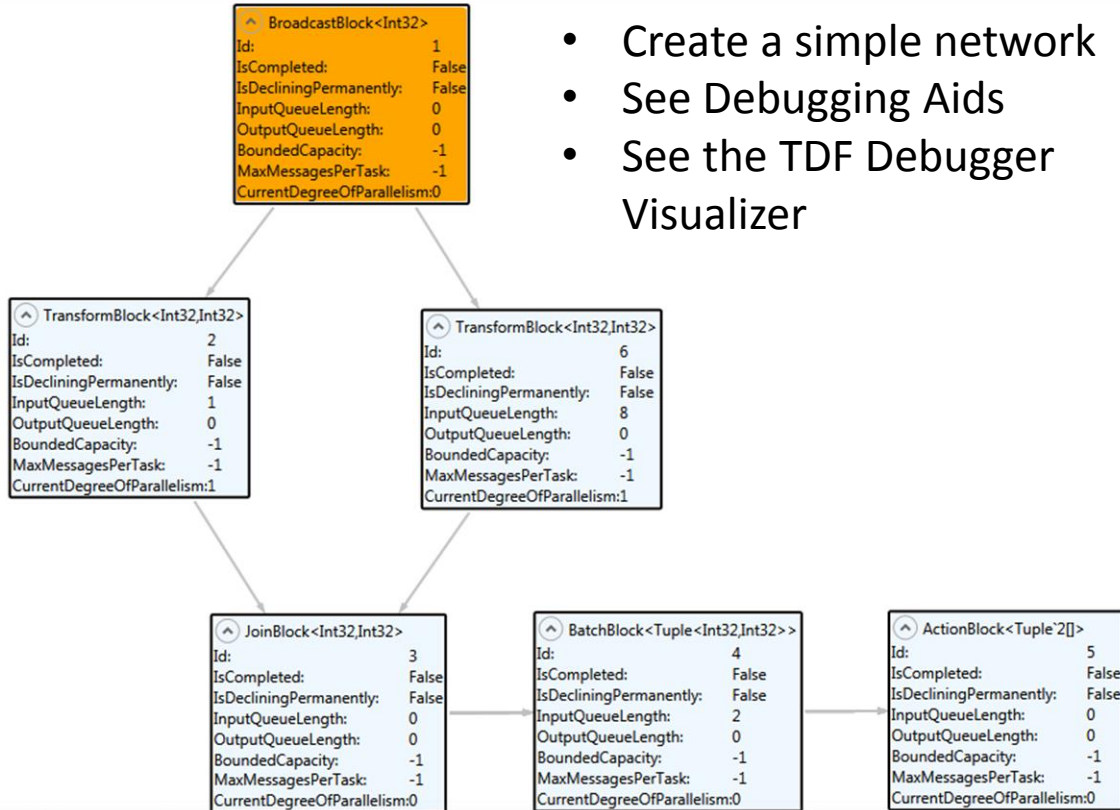 BroadcastBlock<Int32>
Id: 1
IsCompleted: False
IsDecliningPermanently: False
InputQueueLength: 0
OutputQueueLength: 0
BoundedCapacity: -1
MaxMessagesPerTask: -1
CurrentDegreeOfParallelism:0
• Create a simple network
• See Debugging Aids
• See the TDF Debugger
Visualizer
TransformBlock<Int32,Int32>
Id: 2
IsCompleted: False
IsDecliningPermanently: False
InputQueueLength: 1
OutputQueueLength: 0
BoundedCapacity: -1
MaxMessagesPerTask: -1
CurrentDegreeOfParallelism:1
TransformBlock<Int32,Int32>
Id: 6
IsCompleted: False
IsDecliningPermanently: False
InputQueueLength: 8
OutputQueueLength: 0
BoundedCapacity: -1
MaxMessagesPerTask: -1
CurrentDegreeOfParallelism:1
JoinBlock<Int32,Int32>
Id: 3
IsCompleted: False
IsDecliningPermanently: False
InputQueueLength: 0
OutputQueueLength: 0
BoundedCapacity: -1
MaxMessagesPerTask: -1
CurrentDegreeOfParallelism:0
BatchBlock<Tuple<Int32,Int32>>
Id: 4
IsCompleted: False
IsDecliningPermanently: False
InputQueueLength: 2
OutputQueueLength: 0
BoundedCapacity: -1
MaxMessagesPerTask: -1
CurrentDegreeOfParallelism:0
ActionBlock<Tuple`2[]>
Id: 5
IsCompleted: False
IsDecliningPermanently: False
InputQueueLength: 0
OutputQueueLength: 0
BoundedCapacity: -1
MaxMessagesPerTask: -1
CurrentDegreeOfParallelism:0